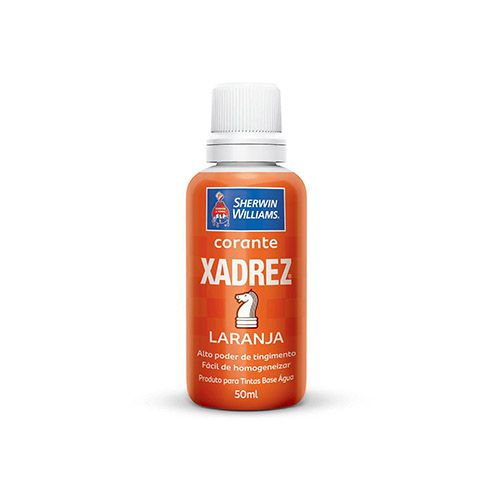 SHERWIN
WILLIAMS.
corante
XADREZ
LARANJA
Alto poder de tingimento
Fácil de homogeneizar
Produto para Tintas Base Água
50ml